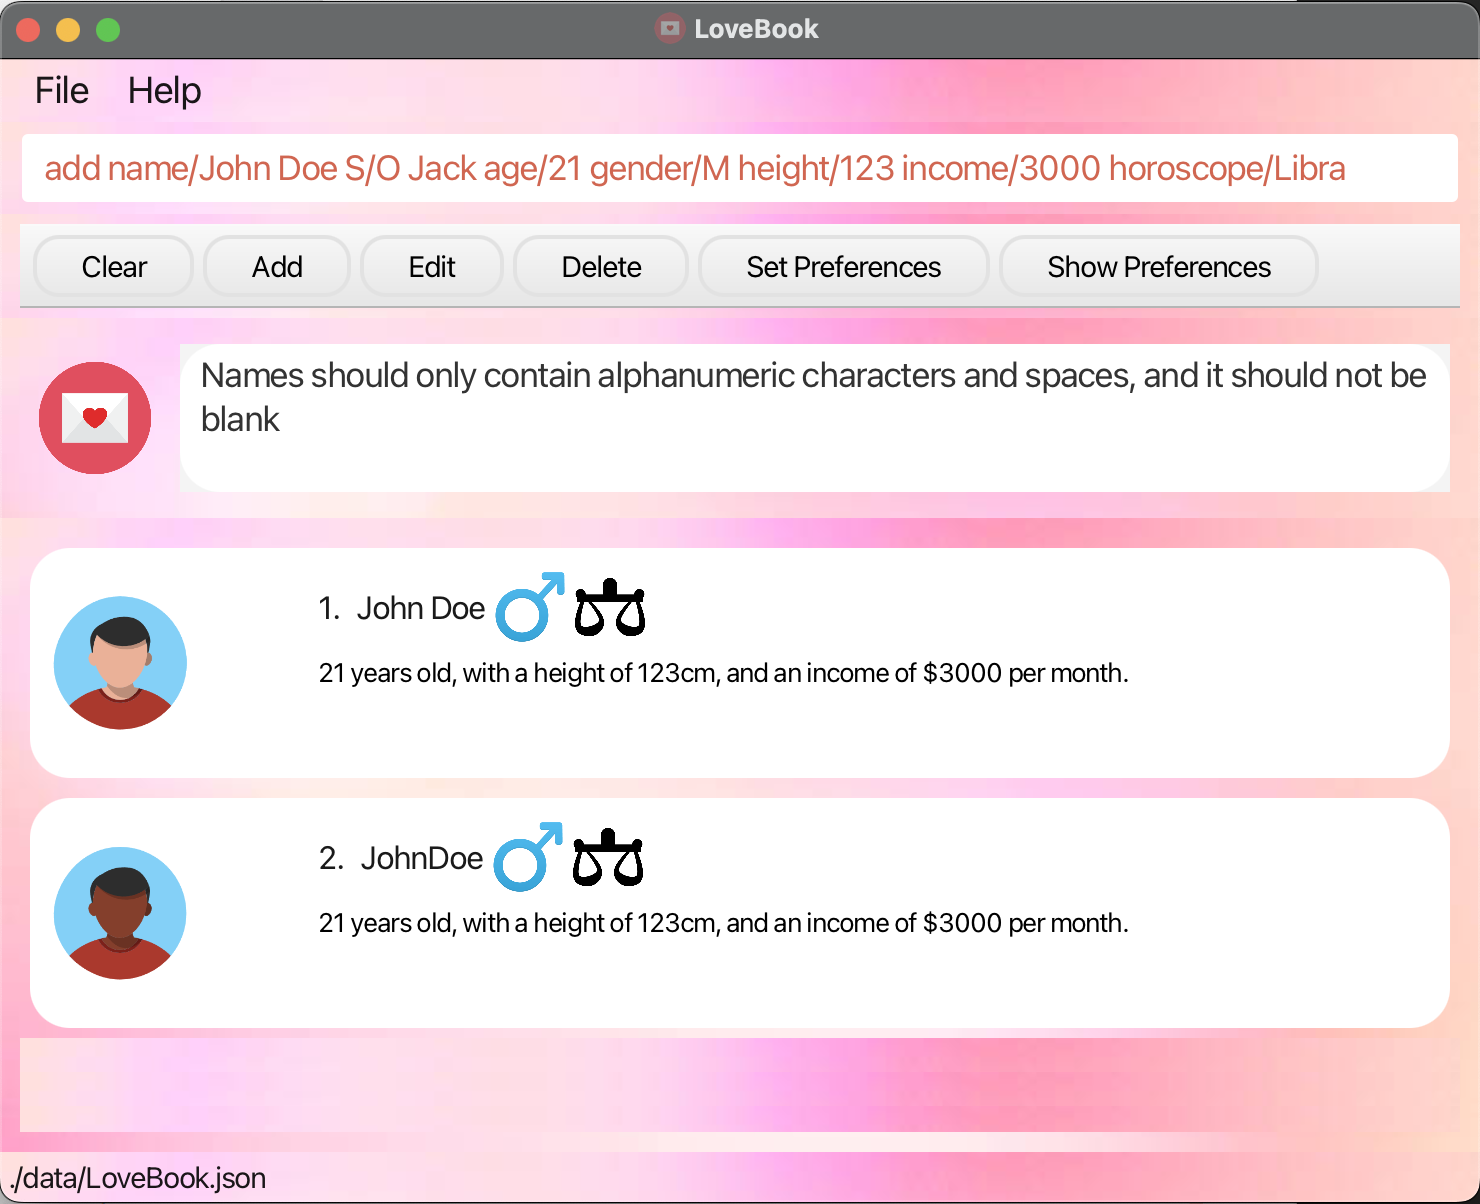 LoveBook
File Help
add name/John Doe S/O Jack age/21 gender/M height/123 income/3000 horoscope/Libra
Clear Add Edit Delete Set Preferences Show Preferences
Names should only contain alphanumeric characters and spaces, and it should not be
blank
1. John Doe
21 years old, with a height of 123cm, and an income of $3000 per month.
2. JohnDoe
21 years old, with a height of 123cm, and an income of $3000 per month.
./data/LoveBook.json